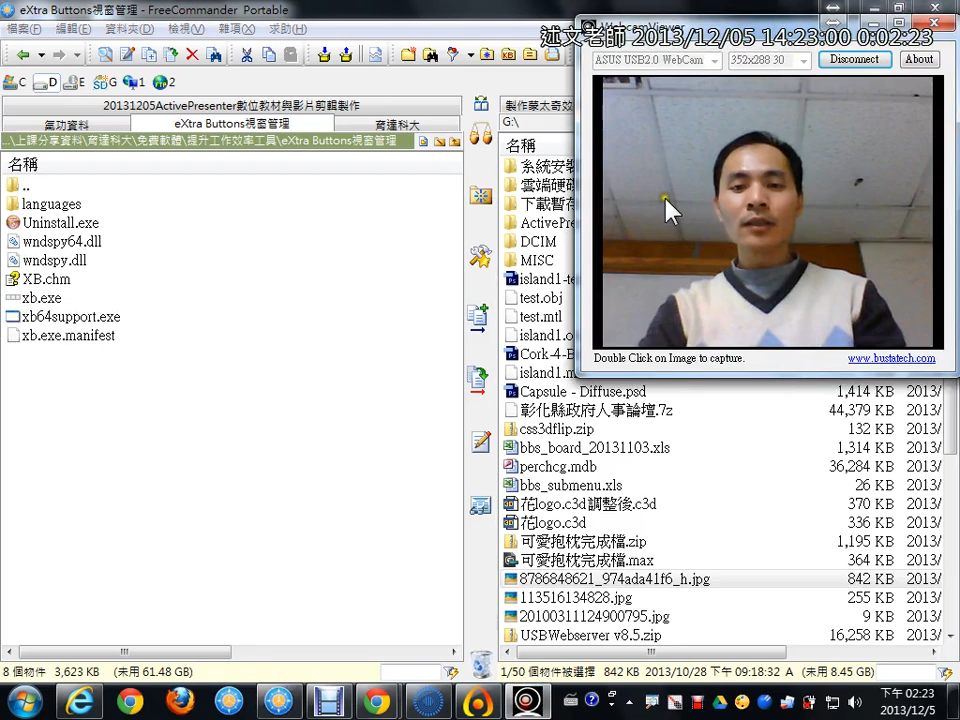 eXtra Buttons視窗管理 - FreeCommander Portable
檔案(F) 編輯(E) 資料夾(D) 檢視(V) 雜項(X) 求助(H)
述文老師 2013/12/05 14:23:00 0:02:23
ASUS USB2.0 WebCam 352x288 30 Disconnect About
C D E G 1 2
20131205ActivePresenter數位教材與影片剪輯製作
氣功資料 eXtra Buttons視窗管理 育達科大
...\上課分享資料\育達科大\免費軟體\提升工作效率工具\eXtra Buttons視窗管理
名稱
..
languages
Uninstall.exe
wndspy64.dll
wndspy.dll
XB.chm
xb.exe
xb64support.exe
xb.exe.manifest
8 個物件 3,623 KB (未用 61.48 GB)
製作蒙太奇效
G:\
名稱
系統安裝
雲端硬碟
下載暫存
ActivePre
DCIM
MISC
island1-te
test.obj
test.mtl
island1.o
Cork-4-B
island1.m
Capsule - Diffuse.psd 1,414 KB 2013/
彰化縣政府人事論壇.7z 44,379 KB 2013/
css3dflip.zip 132 KB 2013/
bbs_board_20131103.xls 1,314 KB 2013/
perchcg.mdb 36,284 KB 2013/
bbs_submenu.xls 26 KB 2013/
花logo.c3d調整後.c3d 370 KB 2013/
花logo.c3d 336 KB 2013/
可愛抱枕完成檔.zip 1,195 KB 2013/
可愛抱枕完成檔.max 364 KB 2013/
8786848621_974ada41f6_h.jpg 842 KB 2013/
113516134828.jpg 255 KB 2013/
20100311124900795.jpg 9 KB 2013/
USBWebserver v8.5.zip 16,258 KB 2013/
1/50 個物件被選擇 842 KB 2013/10/28 下午 09:18:32 A (未用 8.45 GB)
Double Click on Image to capture. www.bustatech.com
下午 02:23
2013/12/5